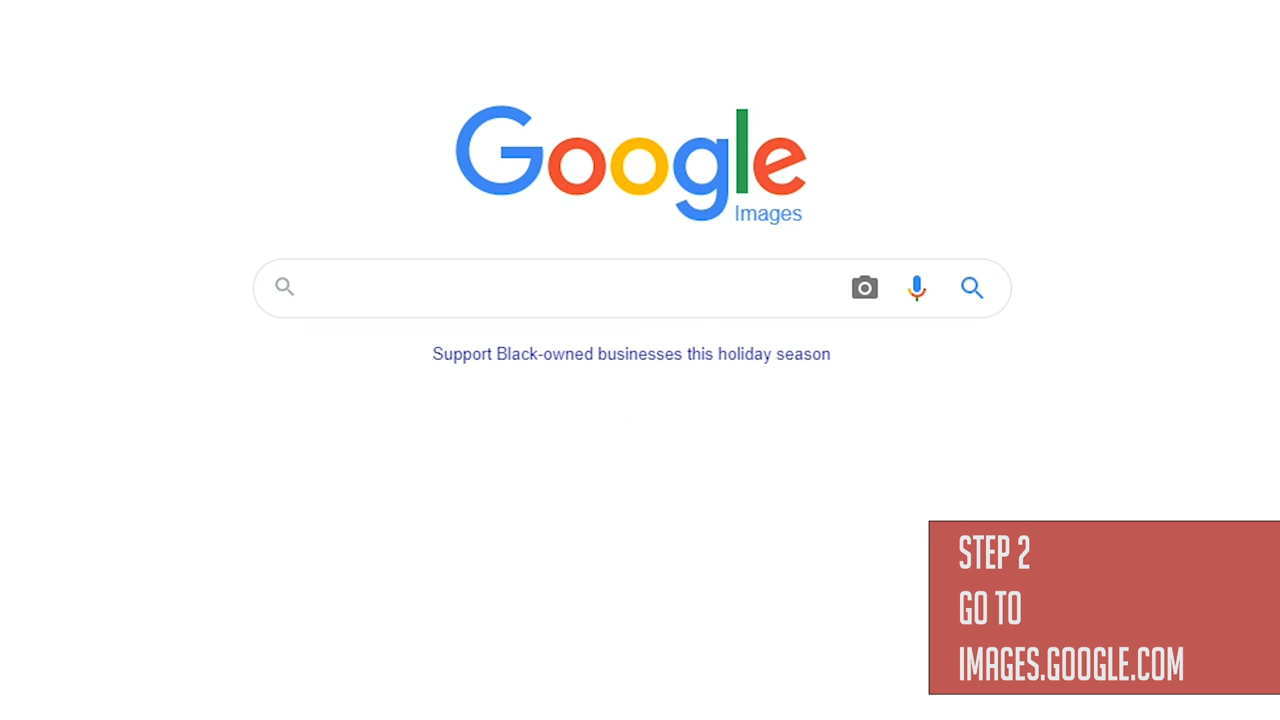 Google
Images
Support Black-owned businesses this holiday season
STEP 2
GO TO
IMAGES.GOOGLE.COM